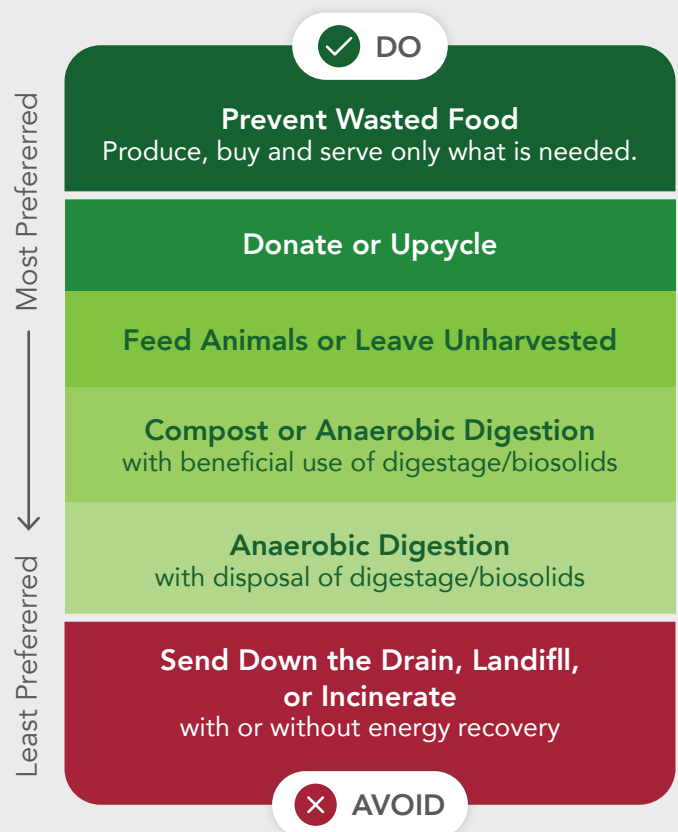 DO
Most Prefererred
Prevent Wasted Food
Produce, buy and serve only what is needed.
Donate or Upcycle
Feed Animals or Leave Unharvested
Compost or Anaerobic Digestion
with beneficial use of digestage/biosolids
Anaerobic Digestion
with disposal of digestage/biosolids
Least Prefererred
Send Down the Drain, Landifll,
or Incinerate
with or without energy recovery
AVOID